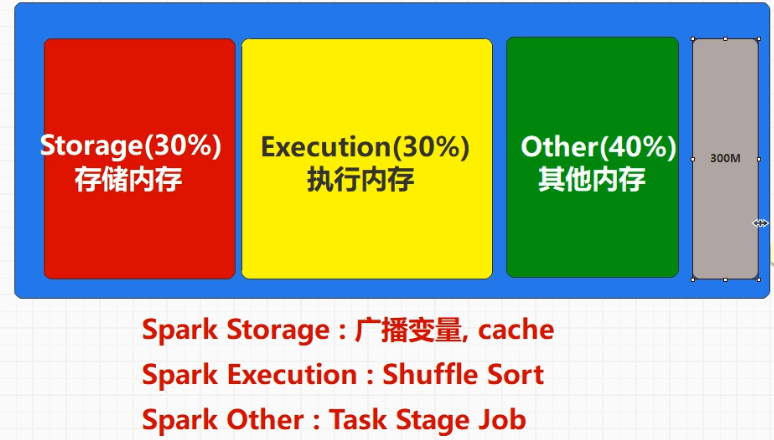 Storage(30%)
存储内存
Execution(30%)
执行内存
Other(40%)
其他内存
300M
Spark Storage : 广播变量, cache
Spark Execution : Shuffle Sort
Spark Other : Task Stage Job